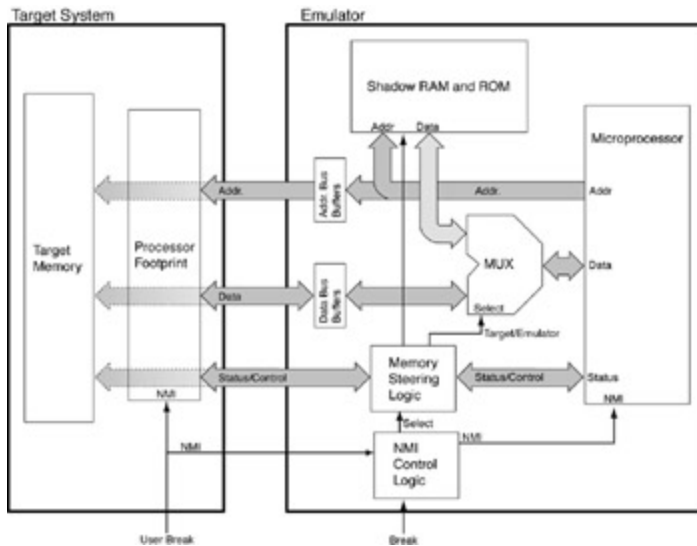 Target System
Emulator
Shadow RAM and ROM
Addr
Data
Microprocessor
Addr.
Addr Bus
Buffers
Addr.
Addr
Target
Memory
Processor
Footprint
MUX
Data
Data
Data Bus
Buffers
Select
Target/Emulator
Status/Control
Memory
Steering
Logic
Status/Control
Status
NMI
NMI
Select
NMI
NMI
NMI
Control
Logic
User Break
Break